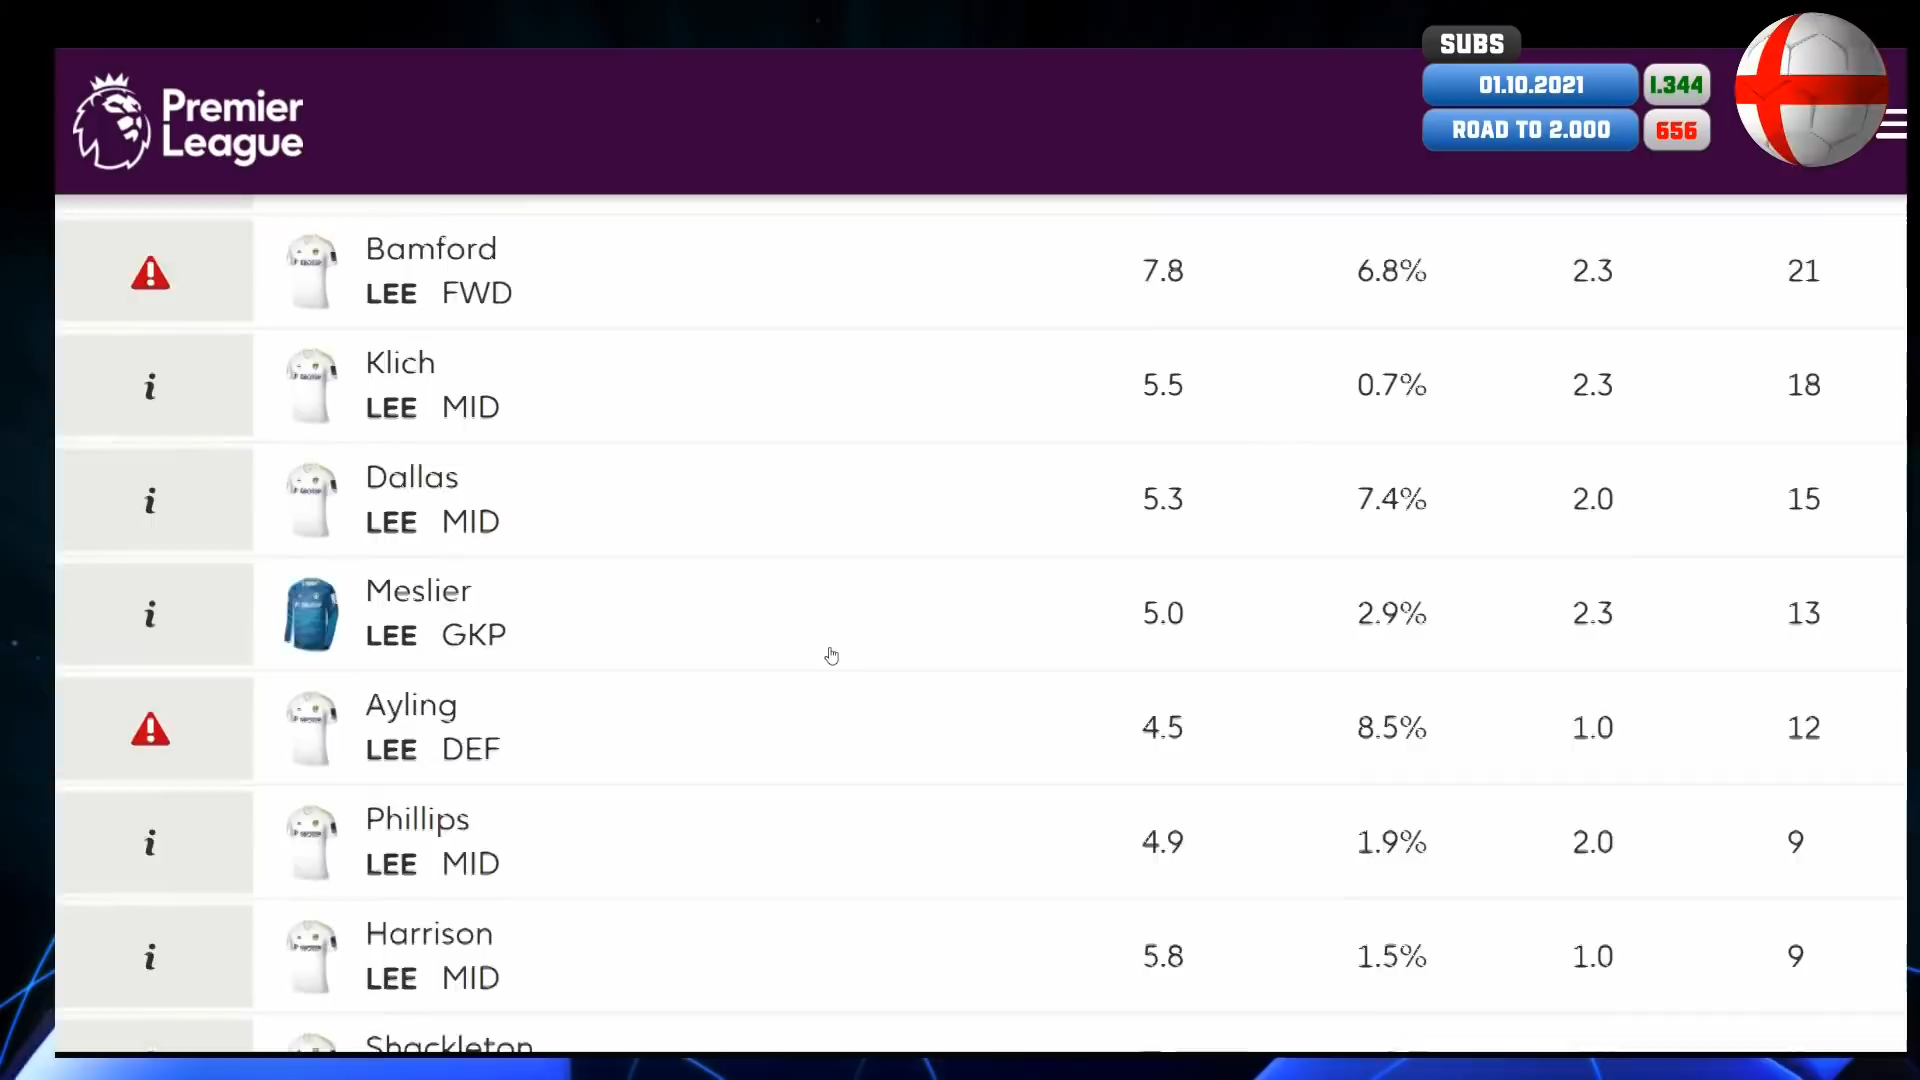 SUBS
01.10.2021 1.344
ROAD TO 2.000 656
Premier
League
Bamford
LEE FWD 7.8 6.8% 2.3 21
Klich
LEE MID 5.5 0.7% 2.3 18
Dallas
LEE MID 5.3 7.4% 2.0 15
Meslier
LEE GKP 5.0 2.9% 2.3 13
Ayling
LEE DEF 4.5 8.5% 1.0 12
Phillips
LEE MID 4.9 1.9% 2.0 9
Harrison
LEE MID 5.8 1.5% 1.0 9
Shackleton